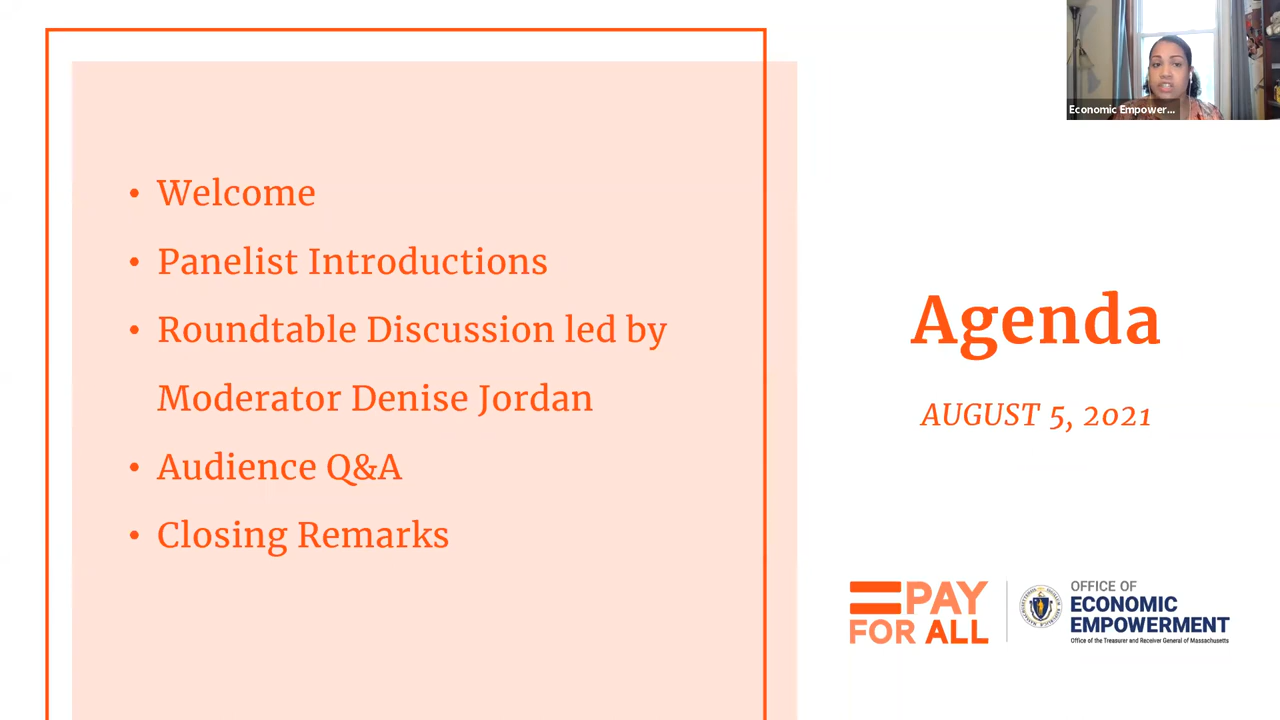 • Welcome
• Panelist Introductions
• Roundtable Discussion led by
Moderator Denise Jordan
• Audience Q&A
• Closing Remarks
Economic Empower...
Agenda
AUGUST 5, 2021
=PAY
FOR ALL
OFFICE OF
ECONOMIC
EMPOWERMENT
Office of the Treasurer and Receiver General of Massachusetts